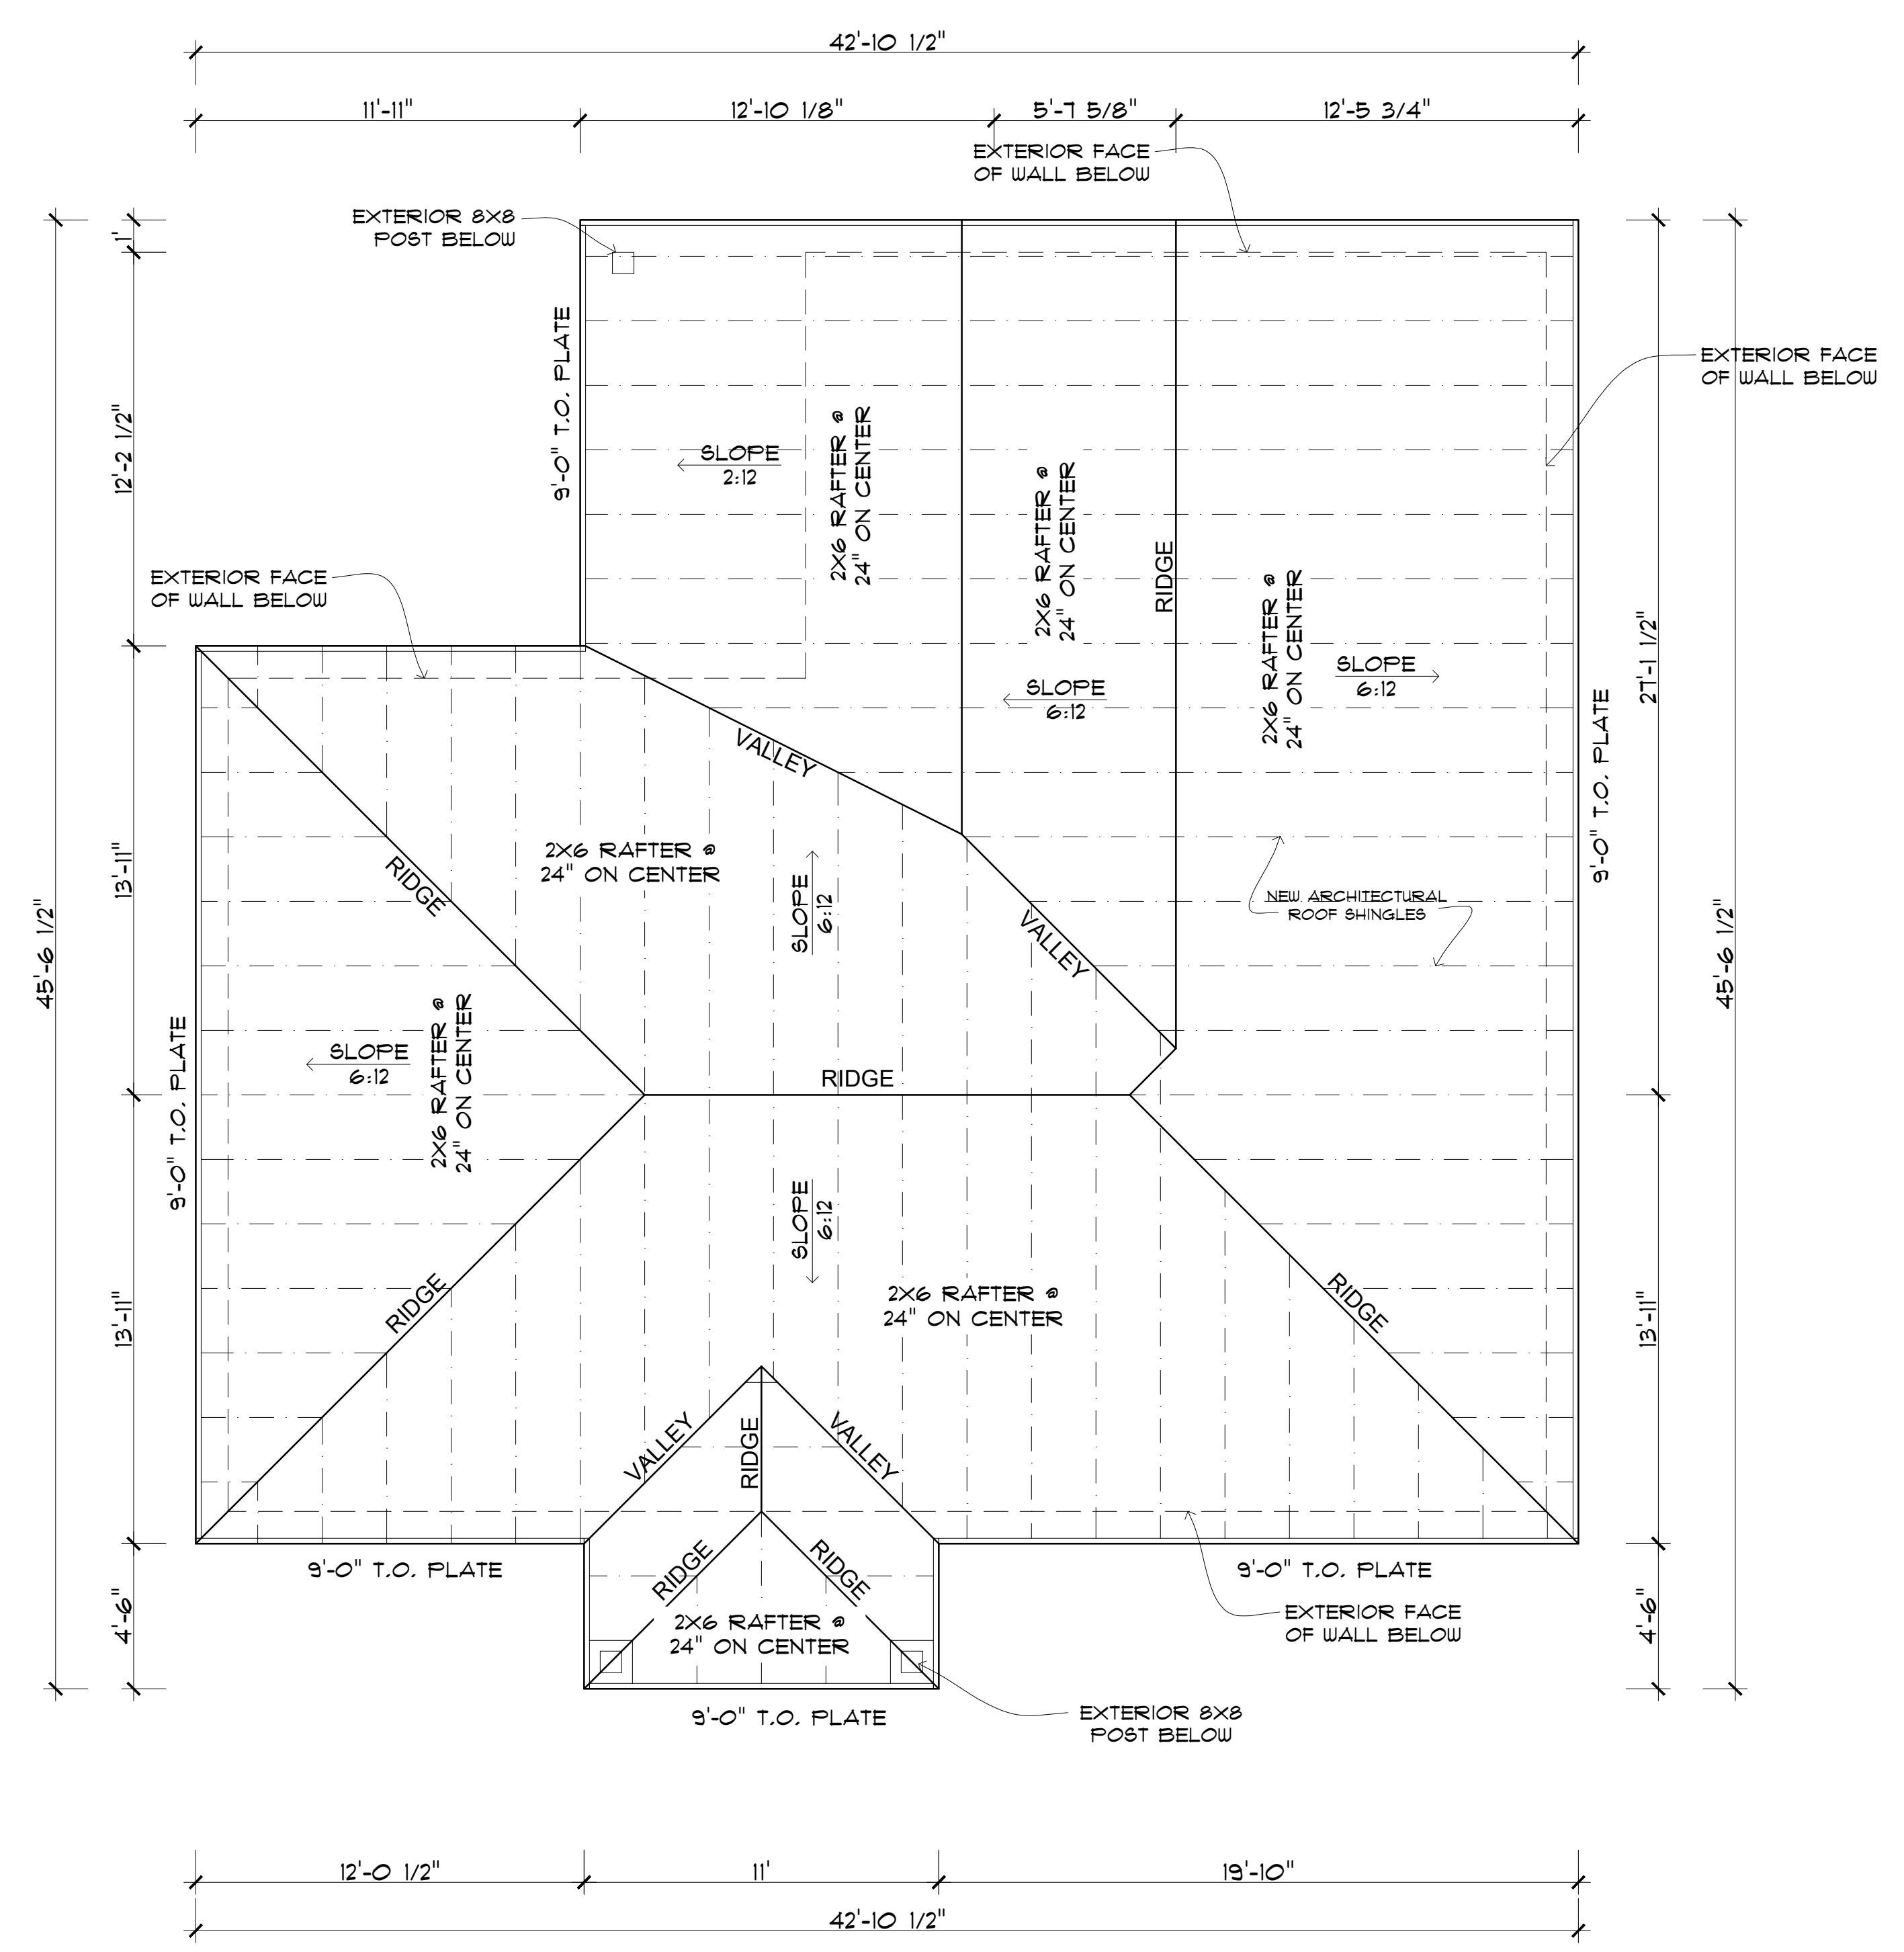 42'-10 1/2"
11'-11"
12'-10 1/8"
5'-7 5/8"
12'-5 3/4"
EXTERIOR FACE
OF WALL BELOW
EXTERIOR 8X8
POST BELOW
1'
9'-0" T.O. PLATE
EXTERIOR FACE
OF WALL BELOW
12'-2 1/2"
SLOPE
2:12
2X6 RAFTER @
24" ON CENTER
2X6 RAFTER @
24" ON CENTER
RIDGE
2X6 RAFTER @
24" ON CENTER
EXTERIOR FACE
OF WALL BELOW
SLOPE
6:12
SLOPE
6:12
27'-1 1/2"
9'-0" T.O. PLATE
VALLEY
13'-11"
RIDGE
2X6 RAFTER @
24" ON CENTER
SLOPE
6:12
VALLEY
NEW ARCHITECTURAL
ROOF SHINGLES
45'-6 1/2"
45'-6 1/2"
9'-0" T.O. PLATE
SLOPE
6:12
2X6 RAFTER @
24" ON CENTER
RIDGE
SLOPE
6:12
13'-11"
RIDGE
2X6 RAFTER @
24" ON CENTER
RIDGE
13'-11"
VALLEY
RIDGE
VALLEY
9'-0" T.O. PLATE
RIDGE
RIDGE
9'-0" T.O. PLATE
4'-6"
2X6 RAFTER @
24" ON CENTER
EXTERIOR FACE
OF WALL BELOW
4'-6"
9'-0" T.O. PLATE
EXTERIOR 8X8
POST BELOW
12'-0 1/2"
11'
19'-10"
42'-10 1/2"